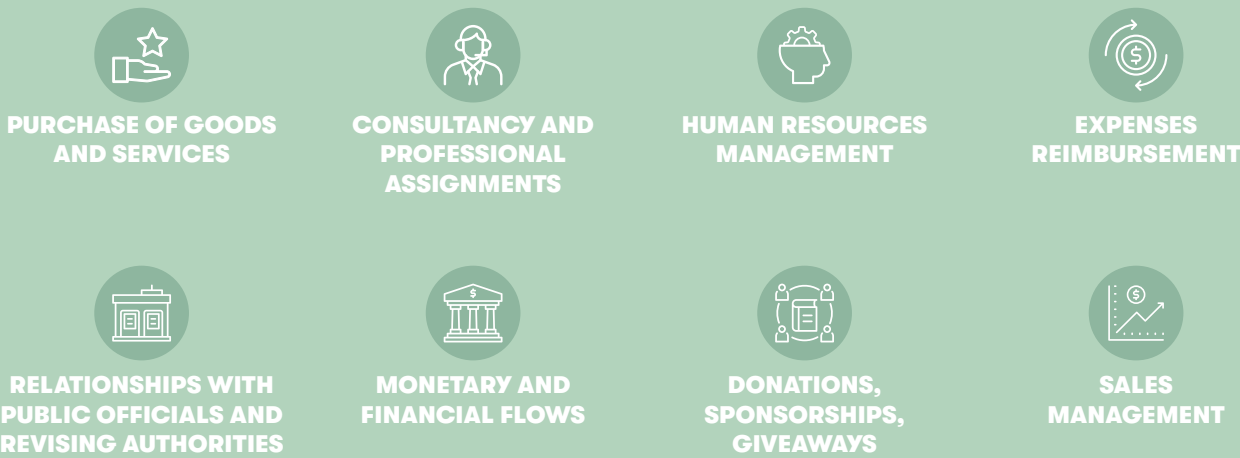 PURCHASE OF GOODS
AND SERVICES
CONSULTANCY AND
PROFESSIONAL
ASSIGNMENTS
HUMAN RESOURCES
MANAGEMENT
EXPENSES
REIMBURSEMENT
RELATIONSHIPS WITH
PUBLIC OFFICIALS AND
REVISING AUTHORITIES
MONETARY AND
FINANCIAL FLOWS
DONATIONS,
SPONSORSHIPS,
GIVEAWAYS
SALES
MANAGEMENT